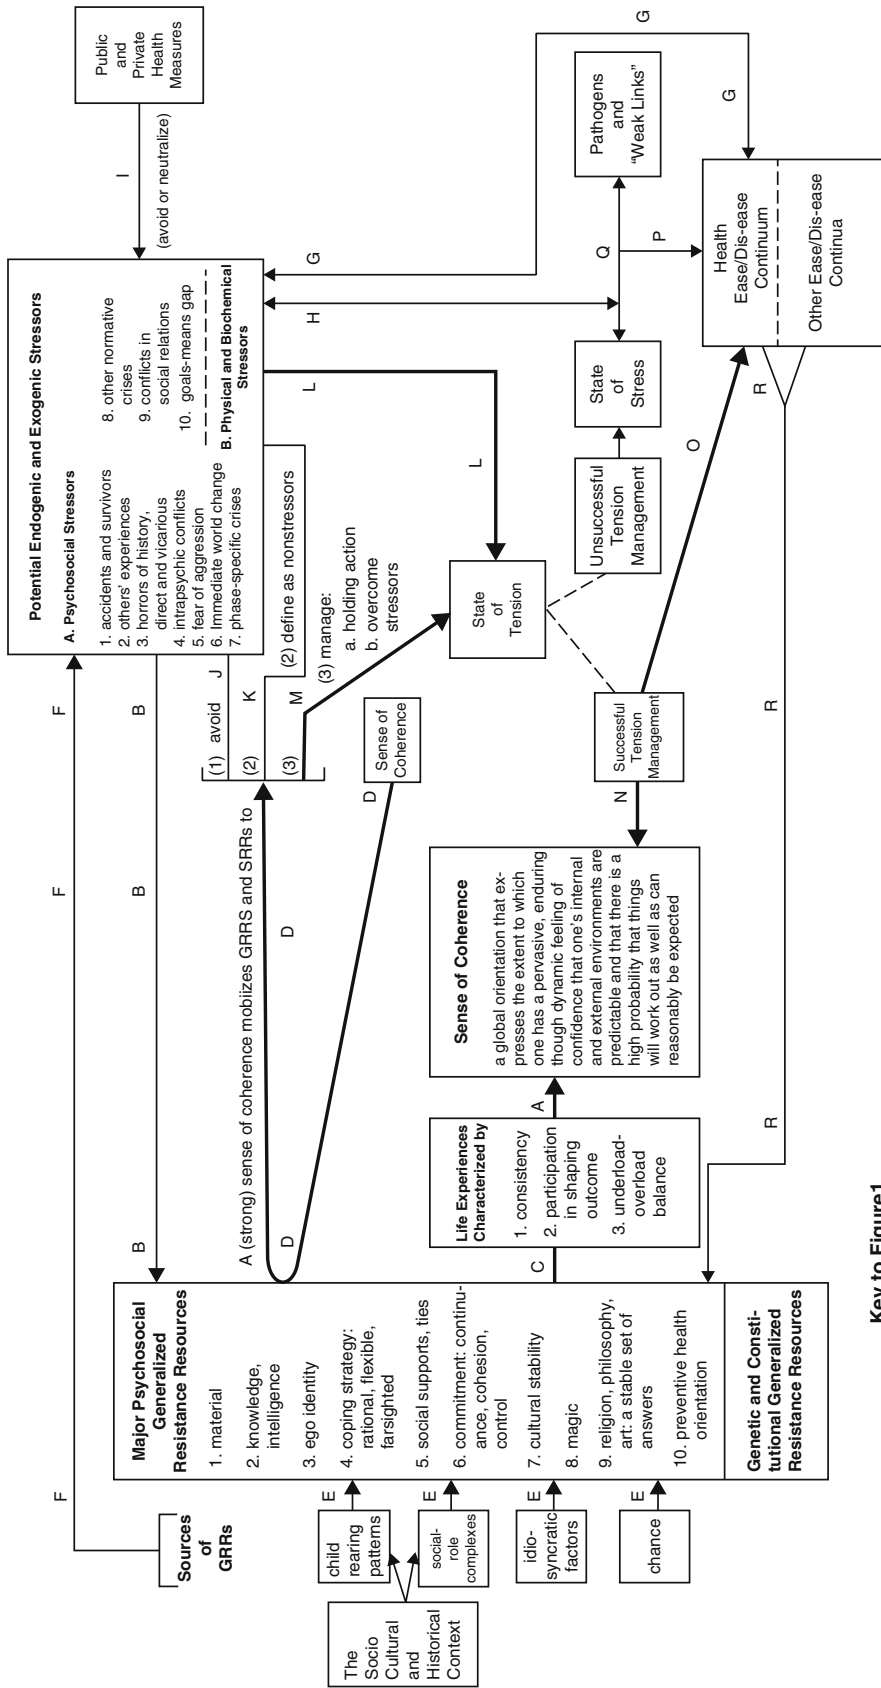 Sources
of
GRRs
The
Socio
Cultural
and
Historical
Context
child
rearing
patterns
social-
role
complexes
idio-
syncratic
factors
chance
E
E
E
E
Major Psychosocial
Generalized
Resistance Resources
1. material
2. knowledge,
intelligence
3. ego identity
4. coping strategy:
rational, flexible,
farsighted
5. social supports, ties
6. commitment: continu-
ance, cohesion,
control
7. cultural stability
8. magic
9. religion, philosophy,
art: a stable set of
answers
10. preventive health
orientation
Genetic and Consti-
tutional Generalized
Resistance Resources
F
F
F
B
B
B
A (strong) sense of coherence mobiizes GRRS and SRRs to
D
D
D
C
Life Experiences
Characterized by
1. consistency
2. participation
in shaping
outcome
3. underload-
overload
balance
A
Sense of Coherence
a global orientation that ex-
presses the extent to which
one has a pervasive, enduring
though dynamic feeling of
confidence that one's internal
and external environments are
predictable and that there is a
high probability that things
will work out as well as can
reasonably be expected
N
R
R
R
(1) avoid J
(2) K
(3) M
(2) define as nonstressors
(3) manage:
a. holding action
b. overcome
stressors
Sense of
Coherence
Successful
Tension
Management
State
of
Tension
Unsuccessful
Tension
Management
State
of
Stress
O
L
L
Potential Endogenic and Exogenic Stressors
A. Psychosocial Stressors
1. accidents and survivors
2. others' experiences
3. horrors of history,
direct and vicarious
4. intrapsychic conflicts
5. fear of aggression
6. Immediate world change
7. phase-specific crises
8. other normative
crises
9. conflicts in
social relations
10. goals-means gap
B. Physical and Biochemical
Stressors
I
(avoid or neutralize)
Public
and
Private
Health
Measures
H
G
G
G
Q
P
Pathogens
and
"Weak Links"
Health
Ease/Dis-ease
Continuum
Other Ease/Dis-ease
Continua
Key to Figure1